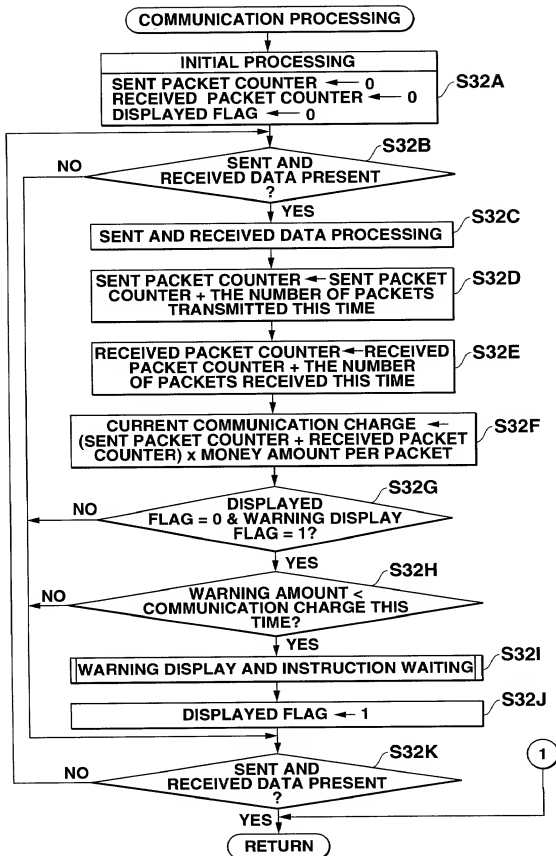 COMMUNICATION PROCESSING
INITIAL PROCESSING
SENT PACKET COUNTER ← 0
RECEIVED PACKET COUNTER ← 0
DISPLAYED FLAG ← 0
S32A
S32B
NO
SENT AND
RECEIVED DATA PRESENT
?
YES
S32C
SENT AND RECEIVED DATA PROCESSING
SENT PACKET COUNTER ← SENT PACKET
COUNTER + THE NUMBER OF PACKETS
TRANSMITTED THIS TIME
S32D
RECEIVED PACKET COUNTER ← RECEIVED
PACKET COUNTER + THE NUMBER
OF PACKETS RECEIVED THIS TIME
S32E
CURRENT COMMUNICATION CHARGE ←
(SENT PACKET COUNTER + RECEIVED PACKET
COUNTER) x MONEY AMOUNT PER PACKET
S32F
S32G
NO
DISPLAYED
FLAG = 0 & WARNING DISPLAY
FLAG = 1?
YES
S32H
NO
WARNING AMOUNT <
COMMUNICATION CHARGE THIS
TIME?
YES
WARNING DISPLAY AND INSTRUCTION WAITING
S32I
DISPLAYED FLAG ← 1
S32J
S32K
NO
SENT AND
RECEIVED DATA PRESENT
?
1
YES
RETURN